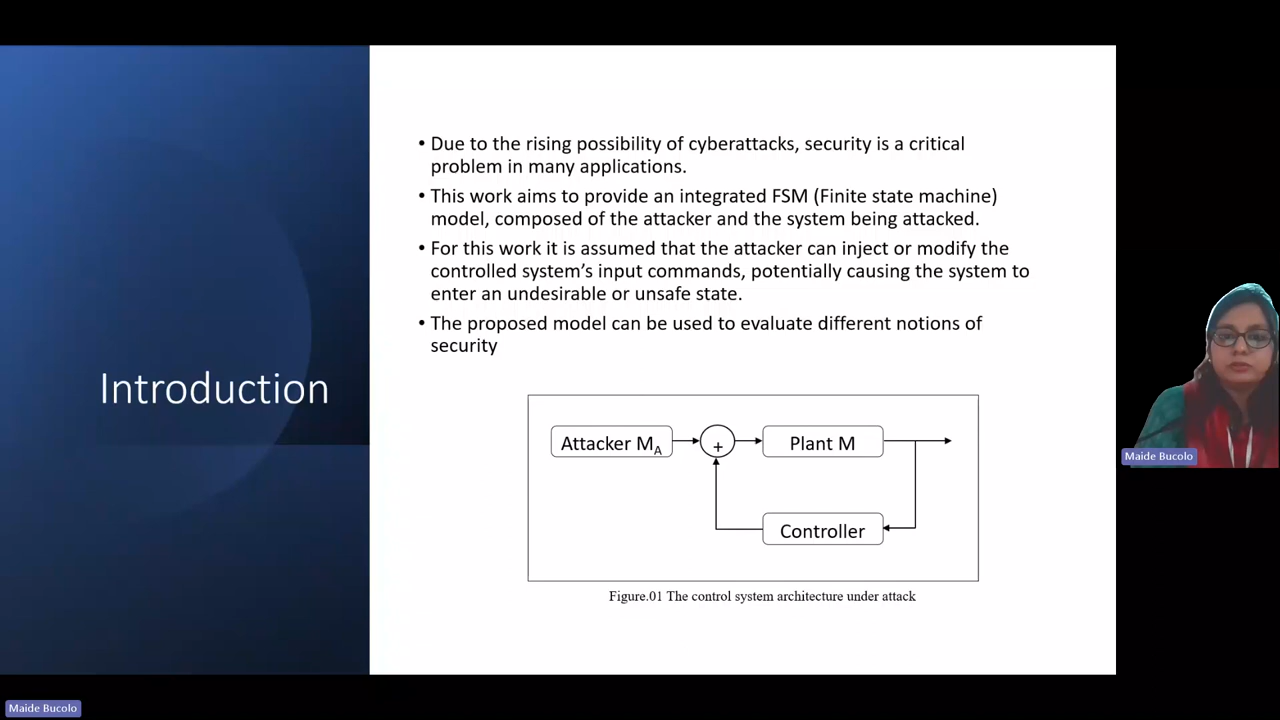 Introduction
• Due to the rising possibility of cyberattacks, security is a critical
problem in many applications.
• This work aims to provide an integrated FSM (Finite state machine)
model, composed of the attacker and the system being attacked.
• For this work it is assumed that the attacker can inject or modify the
controlled system’s input commands, potentially causing the system to
enter an undesirable or unsafe state.
• The proposed model can be used to evaluate different notions of
security
Attacker MA
+
Plant M
Controller
Figure.01 The control system architecture under attack
Maide Bucolo
Maide Bucolo